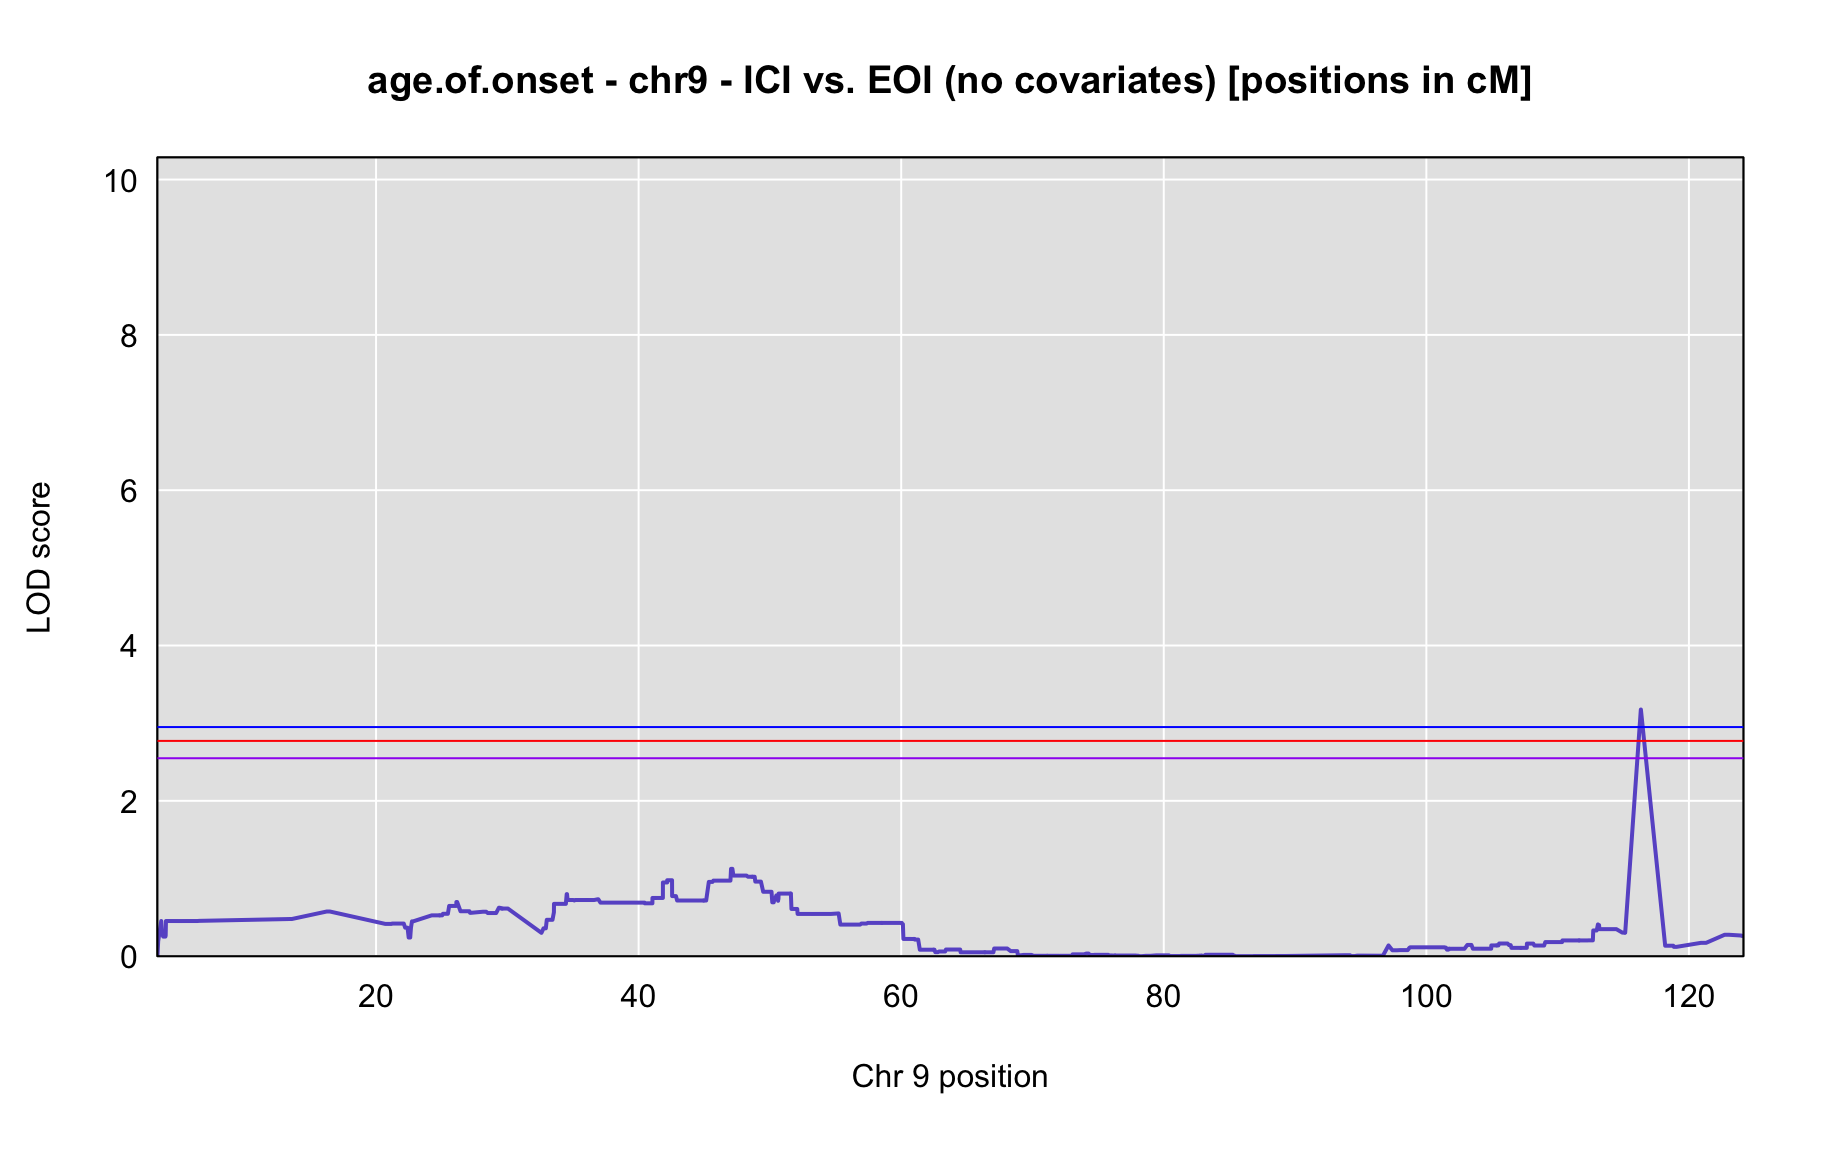 age.of.onset - chr9 - ICI vs. EOI (no covariates) [positions in cM]
10
8
6
4
2
0
LOD score
20 40 60 80 100 120
Chr 9 position